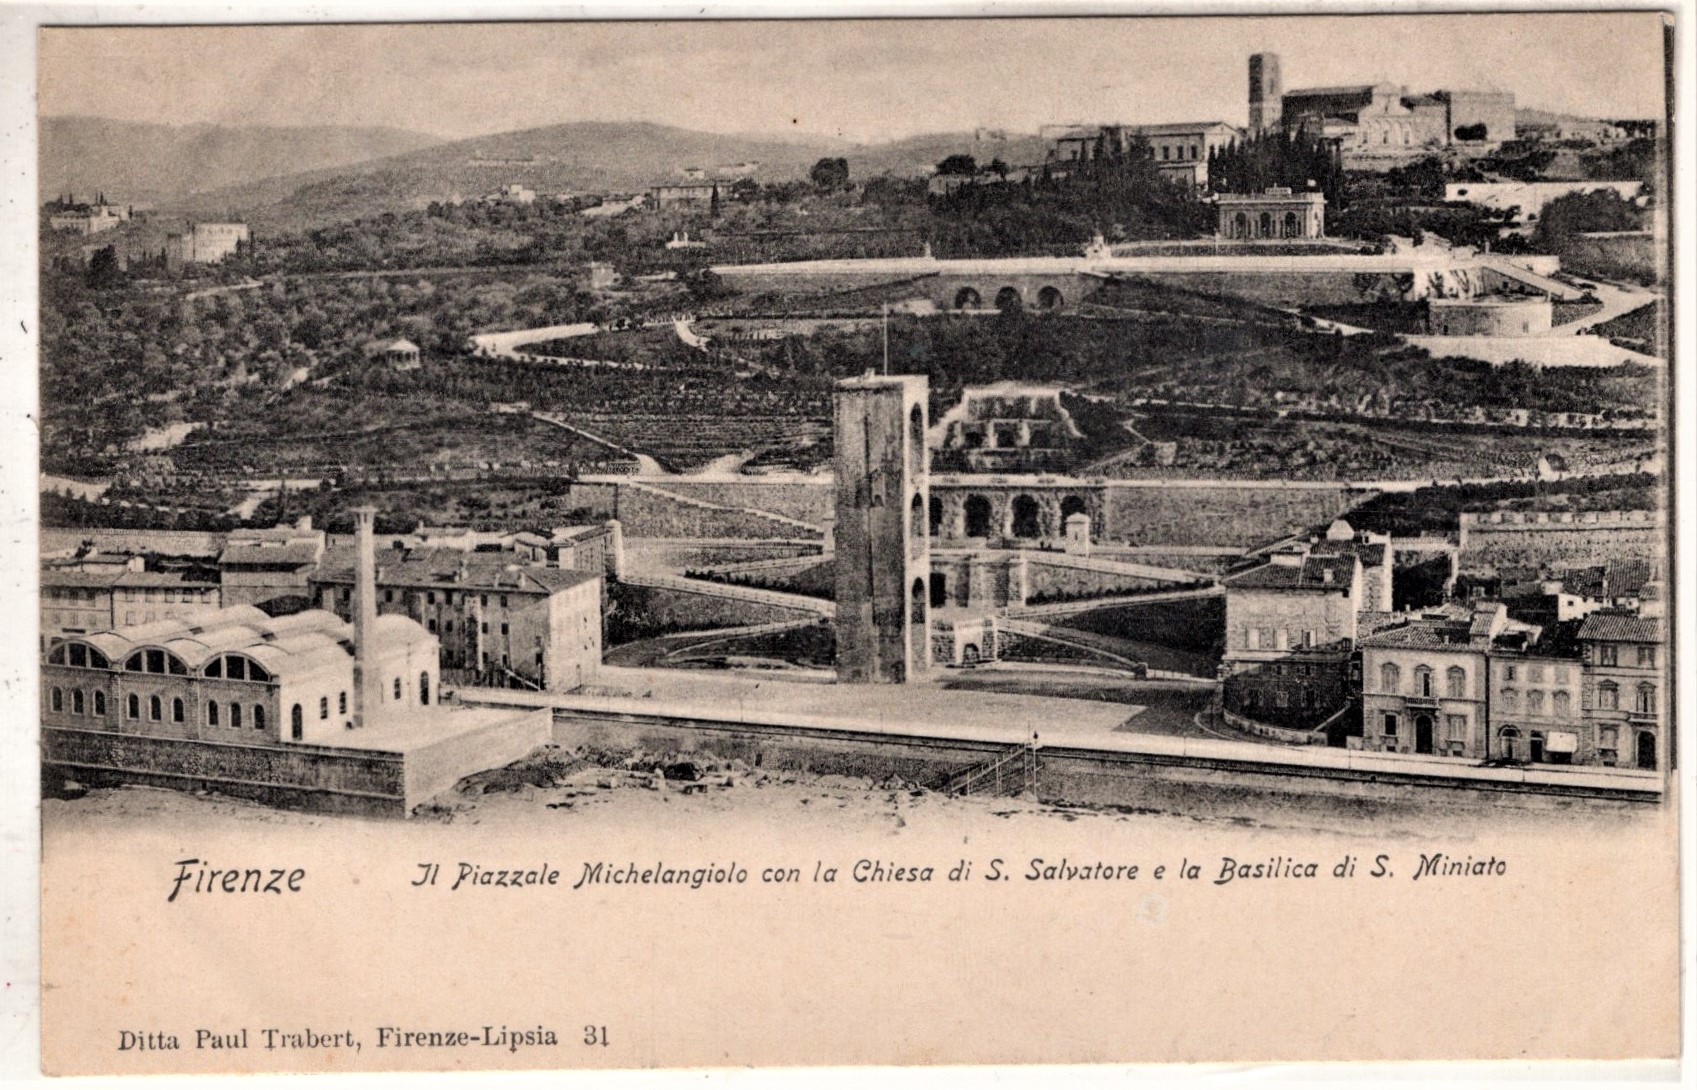 Firenze Il Piazzale Michelangiolo con la Chiesa di S. Salvatore e la Basilica di S. Miniato
Ditta Paul Trabert, Firenze-Lipsia 31